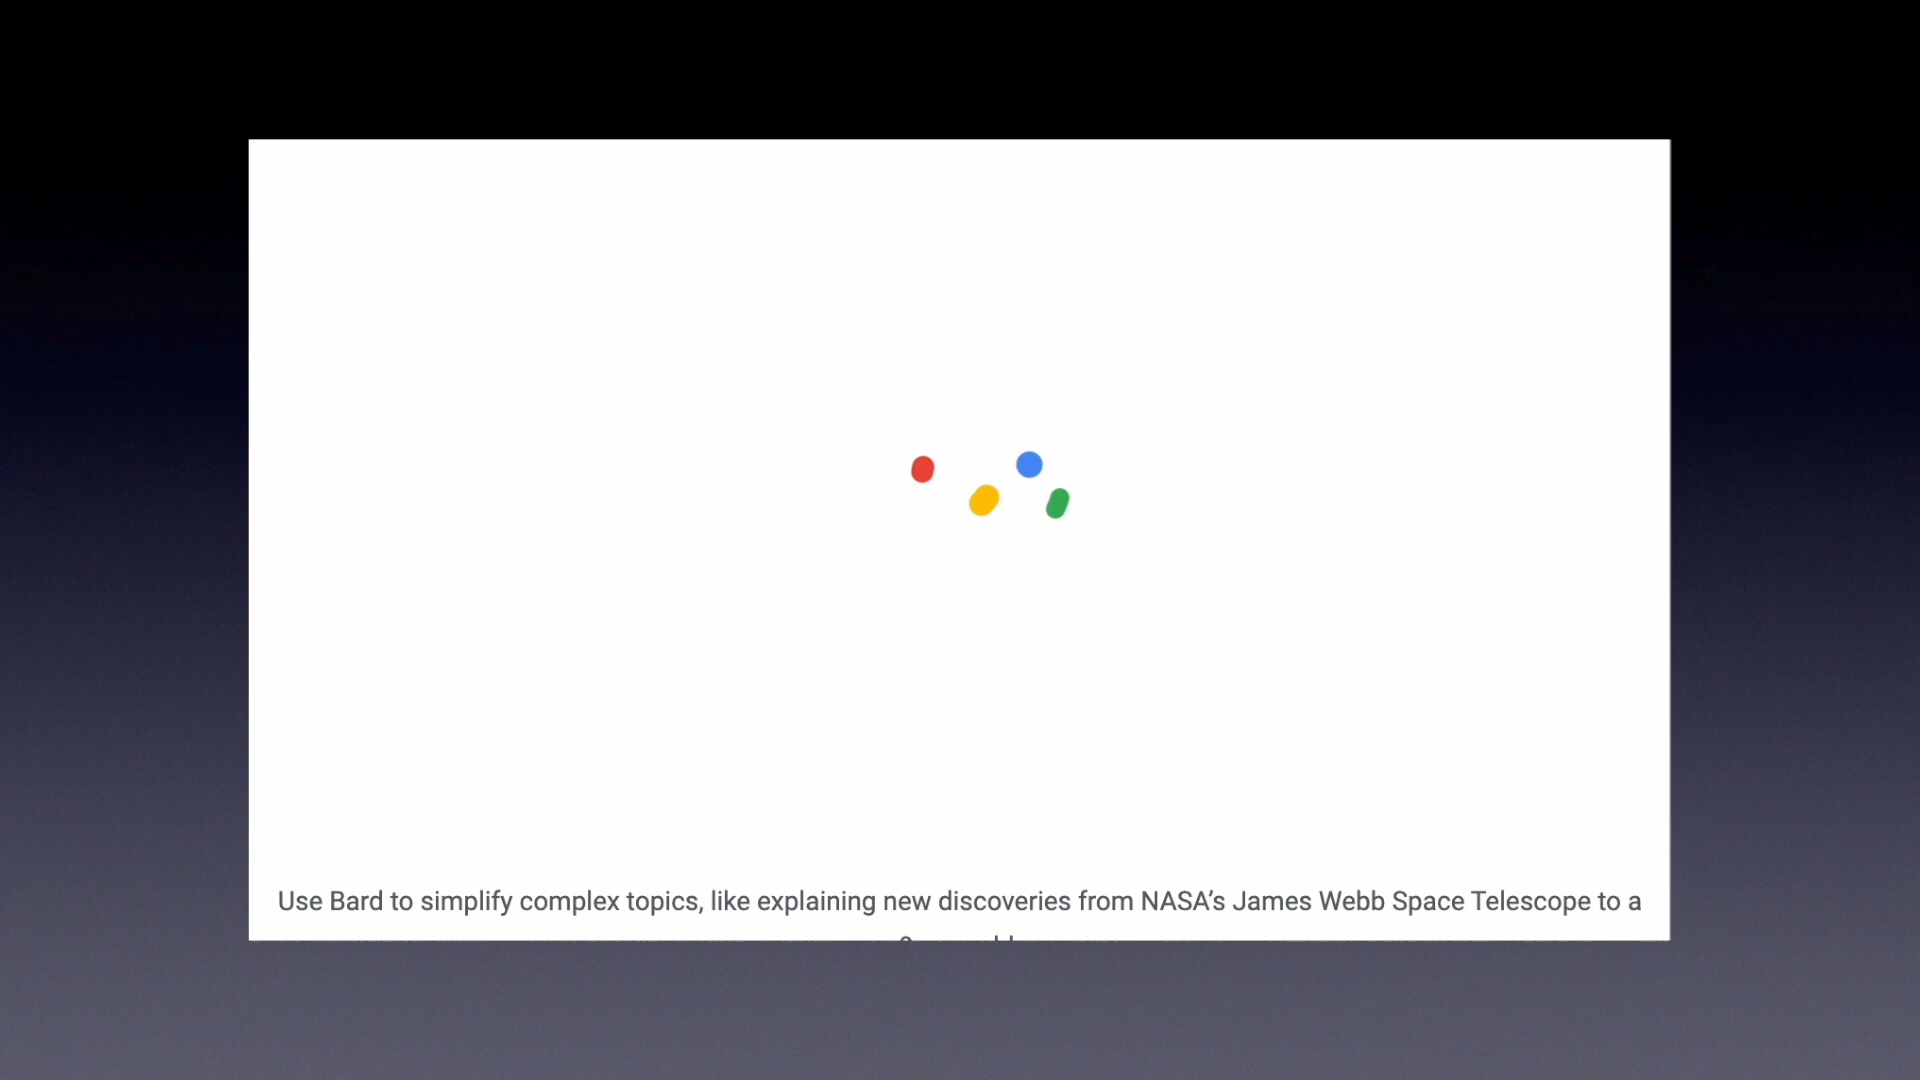 Use Bard to simplify complex topics, like explaining new discoveries from NASA’s James Webb Space Telescope to a